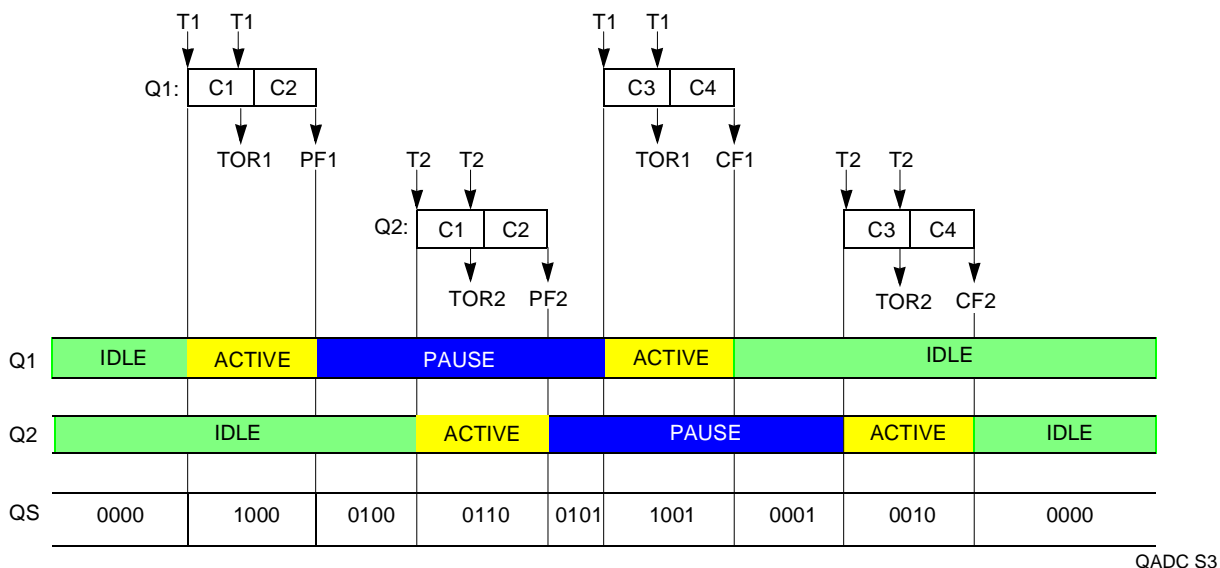 T1 T1 T1 T1
Q1: C1 C2 C3 C4
TOR1 PF1 T2 T2 TOR1 CF1 T2 T2
Q2: C1 C2 C3 C4
TOR2 PF2 TOR2 CF2
Q1 IDLE ACTIVE PAUSE ACTIVE IDLE
Q2 IDLE ACTIVE PAUSE ACTIVE IDLE
QS 0000 1000 0100 0110 0101 1001 0001 0010 0000
QADC S3